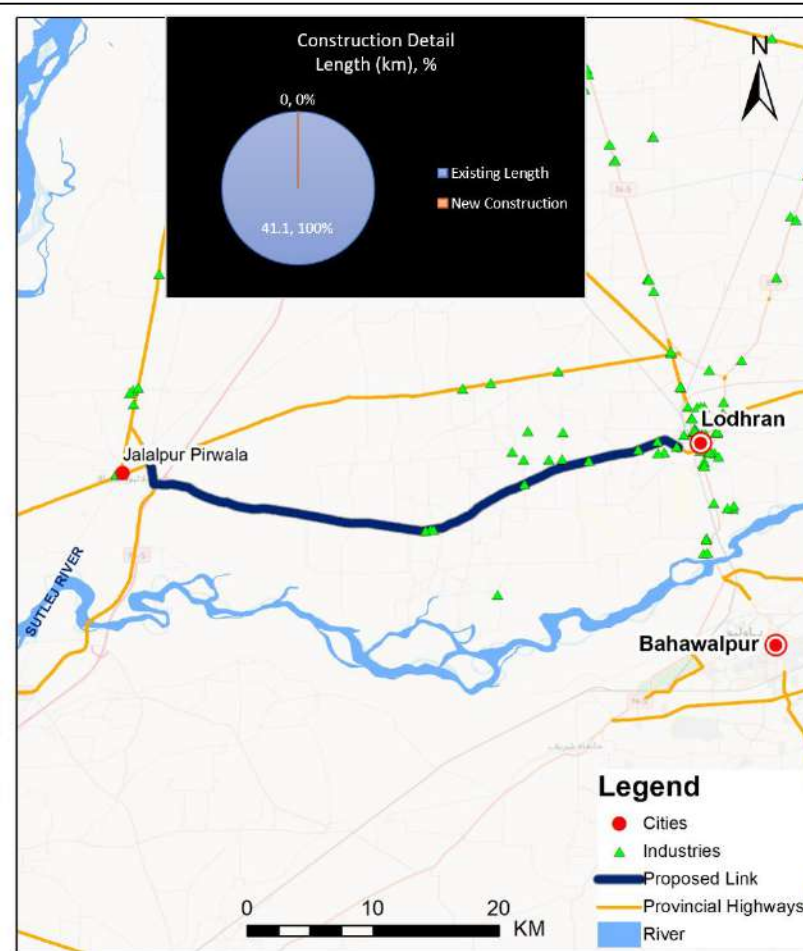 Construction Detail
Length (km), %
0, 0%
41.1, 100%
Existing Length
New Construction
N
N-5
Lodhran
Jalalpur Pirwala
SUTLEJ RIVER
Bahawalpur
Legend
Cities
Industries
Proposed Link
Provincial Highways
River
0 10 20 KM